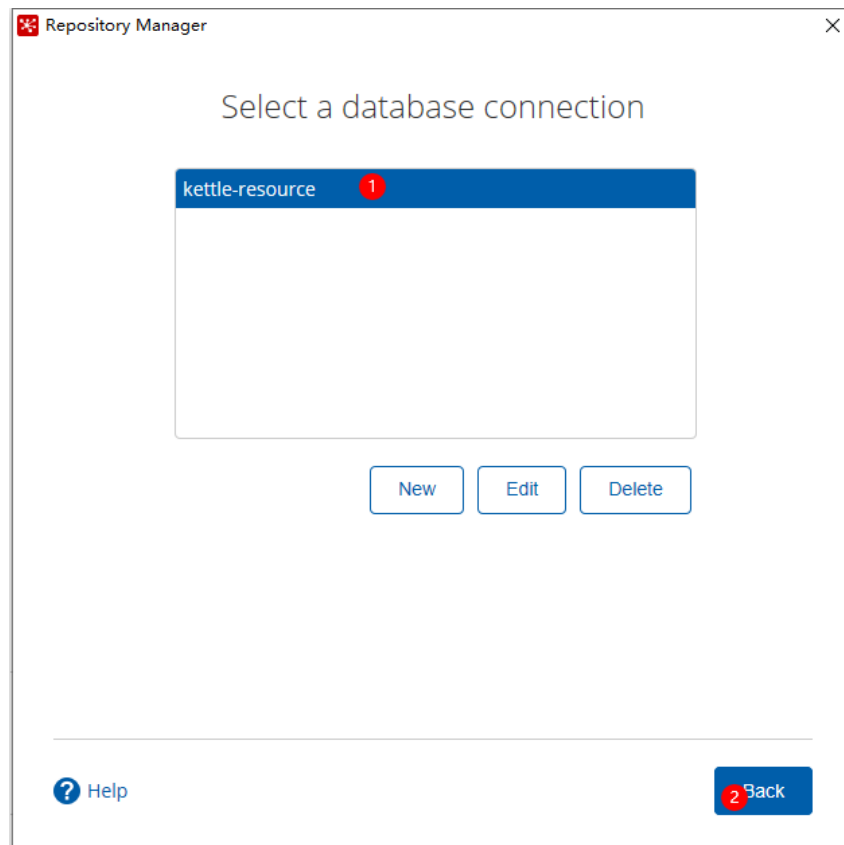 Repository Manager
Select a database connection
kettle-resource 1
New Edit Delete
? Help
2 Back